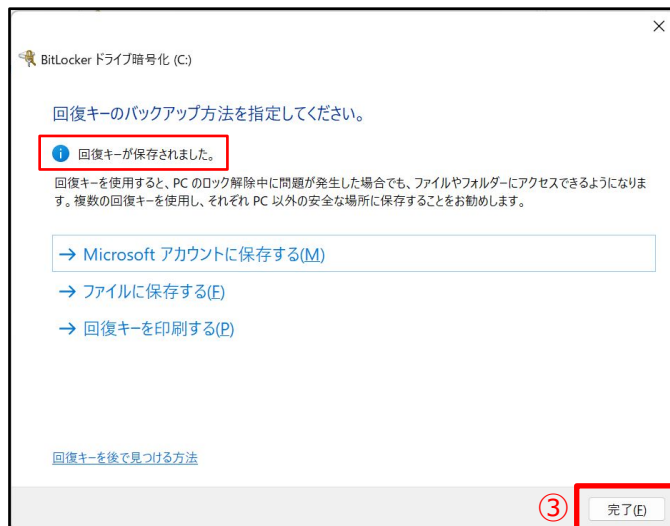 BitLocker ドライブ暗号化 (C:)
回復キーのバックアップ方法を指定してください。
回復キーが保存されました。
回復キーを使用すると、PC のロック解除中に問題が発生した場合でも、ファイルやフォルダーにアクセスできるようになりま
す。複数の回復キーを使用し、それぞれ PC 以外の安全な場所に保存することをお勧めします。
→ Microsoft アカウントに保存する(M)
→ ファイルに保存する(F)
→ 回復キーを印刷する(P)
回復キーを後で見つける方法
③ 完了(F)